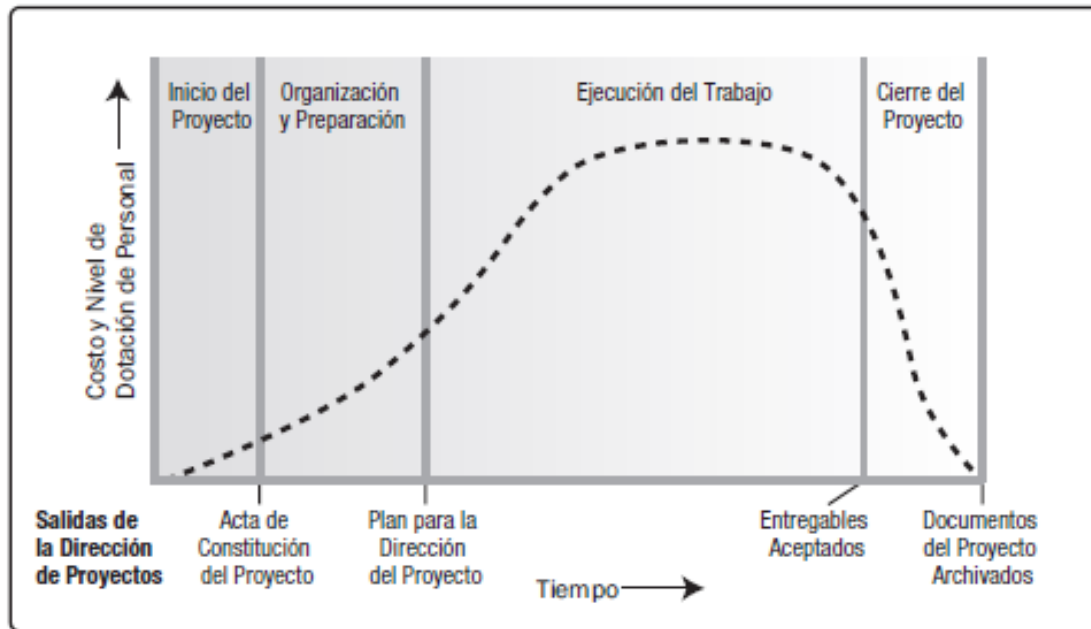 Inicio del
Proyecto
Organización
y Preparación
Ejecución del Trabajo
Cierre del
Proyecto
Costo y Nivel de
Dotación de Personal
Salidas de
la Dirección
de Proyectos
Acta de
Constitución
del Proyecto
Plan para la
Dirección
del Proyecto
Tiempo
Entregables
Aceptados
Documentos
del Proyecto
Archivados